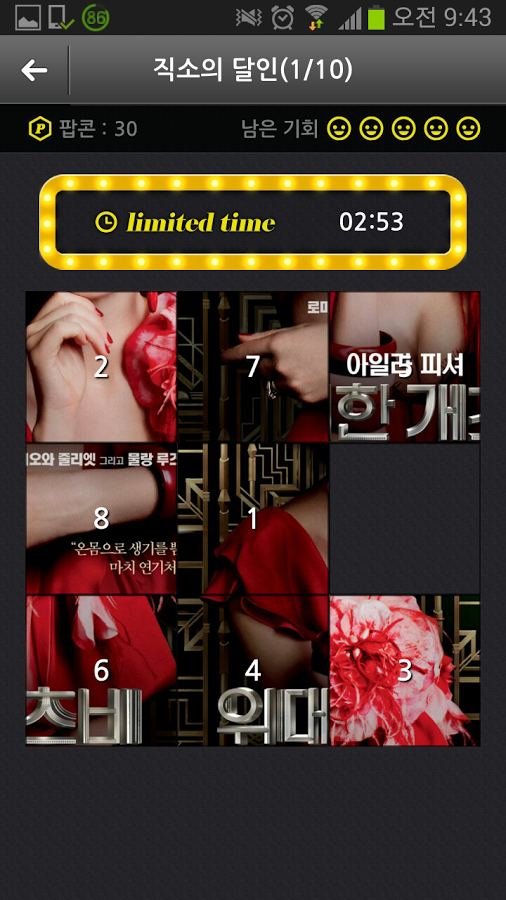 86 오전 9:43
직소의 달인(1/10)
P 팝콘 : 30 남은 기회
limited time 02:53
2 7 로미
아일라 피셔
한 개츠
오와 줄리엣 그리고 물랑 루즈
8 1
“온몸으로 생기를 뿜
마치 연기처
6 4 3
츠비 위대